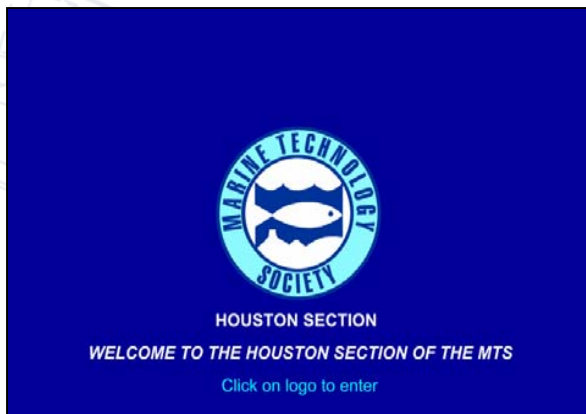 MARINE TECHNOLOGY
SOCIETY
HOUSTON SECTION
WELCOME TO THE HOUSTON SECTION OF THE MTS
Click on logo to enter